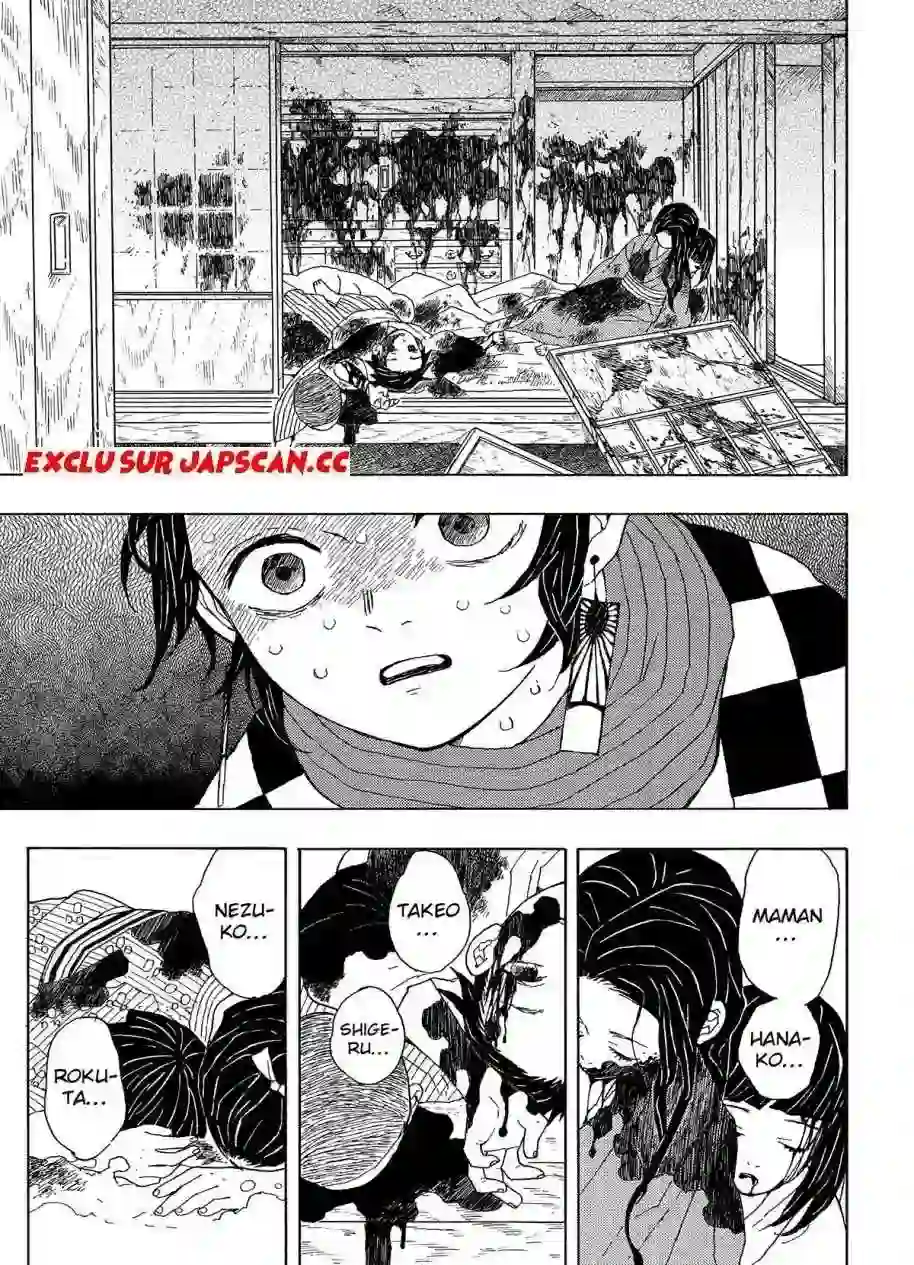 EXCLU SUR JAPSCAN.CC
MAMAN
...
HANA-
KO...
TAKEO
...
SHIGE-
RU...
NEZU-
KO...
ROKU-
TA...